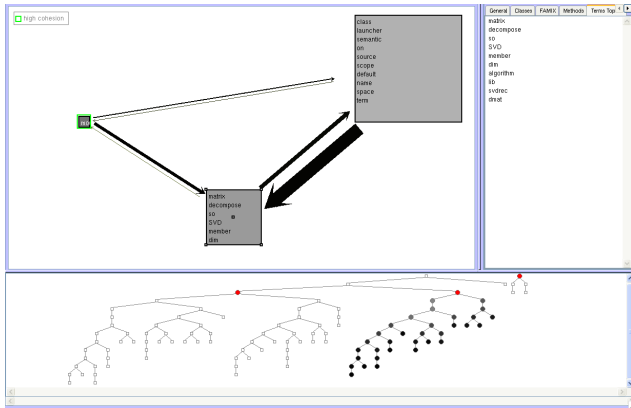 high cohesion
class
launcher
semantic
on
source
scope
default
name
space
term
matrix
decompose
so
SVD
member
dim
General Classes FAMIX Methods Terms Top
matrix
decompose
so
SVD
member
dim
algorithm
lib
svdrec
dmat